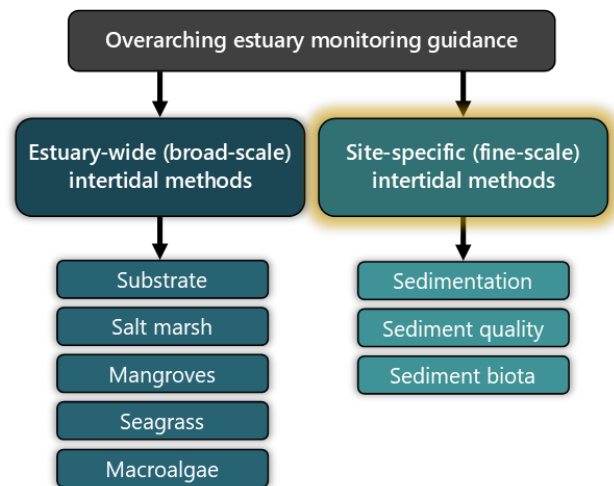 Overarching estuary monitoring guidance
Estuary-wide (broad-scale)
intertidal methods
Site-specific (fine-scale)
intertidal methods
Substrate
Salt marsh
Mangroves
Seagrass
Macroalgae
Sedimentation
Sediment quality
Sediment biota